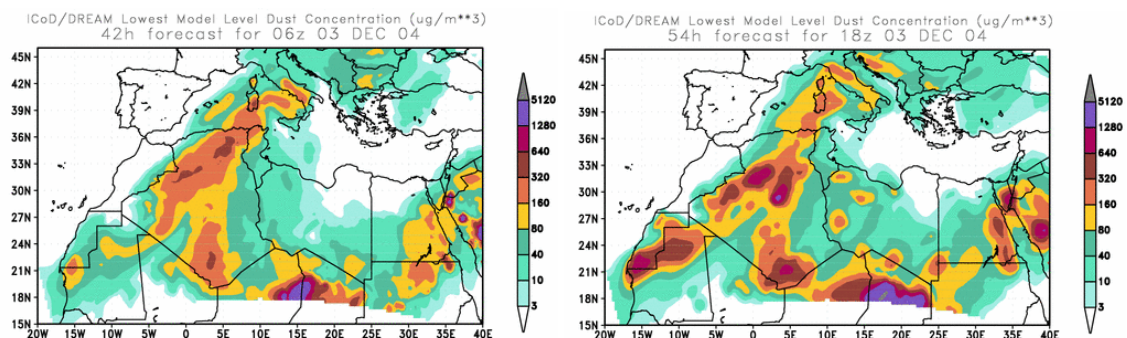 ICoD/DREAM Lowest Model Level Dust Concentration (ug/m**3)
42h forecast for 06z 03 DEC 04
45N
42N
39N
36N
33N
30N
27N
24N
21N
18N
15N
20W 15W 10W 5W 0 5E 10E 15E 20E 25E 30E 35E 40E
5120
1280
640
320
160
80
40
10
3
ICoD/DREAM Lowest Model Level Dust Concentration (ug/m**3)
54h forecast for 18z 03 DEC 04
45N
42N
39N
36N
33N
30N
27N
24N
21N
18N
15N
20W 15W 10W 5W 0 5E 10E 15E 20E 25E 30E 35E 40E
5120
1280
640
320
160
80
40
10
3